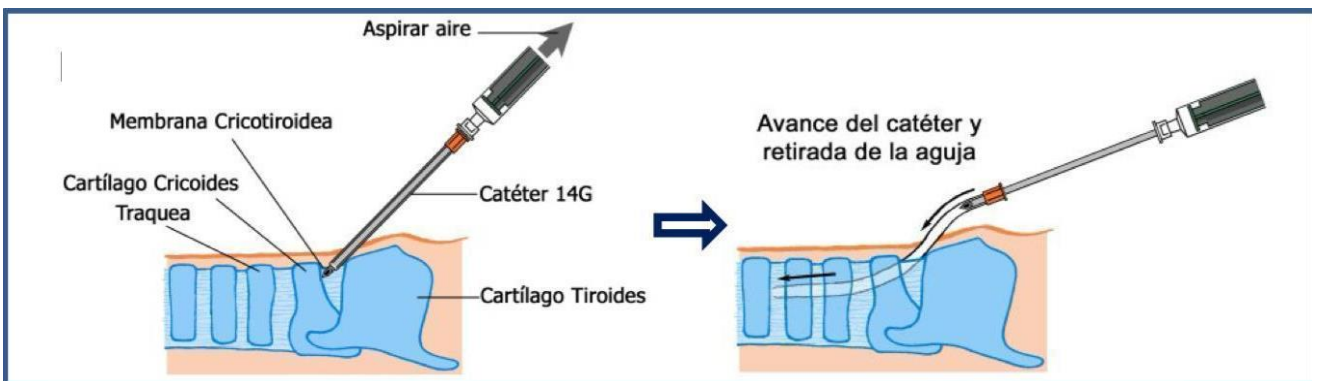 Aspirar aire
Membrana Cricotiroidea
Cartílago Cricoides
Traquea
Catéter 14G
Cartílago Tiroides
Avance del catéter y
retirada de la aguja